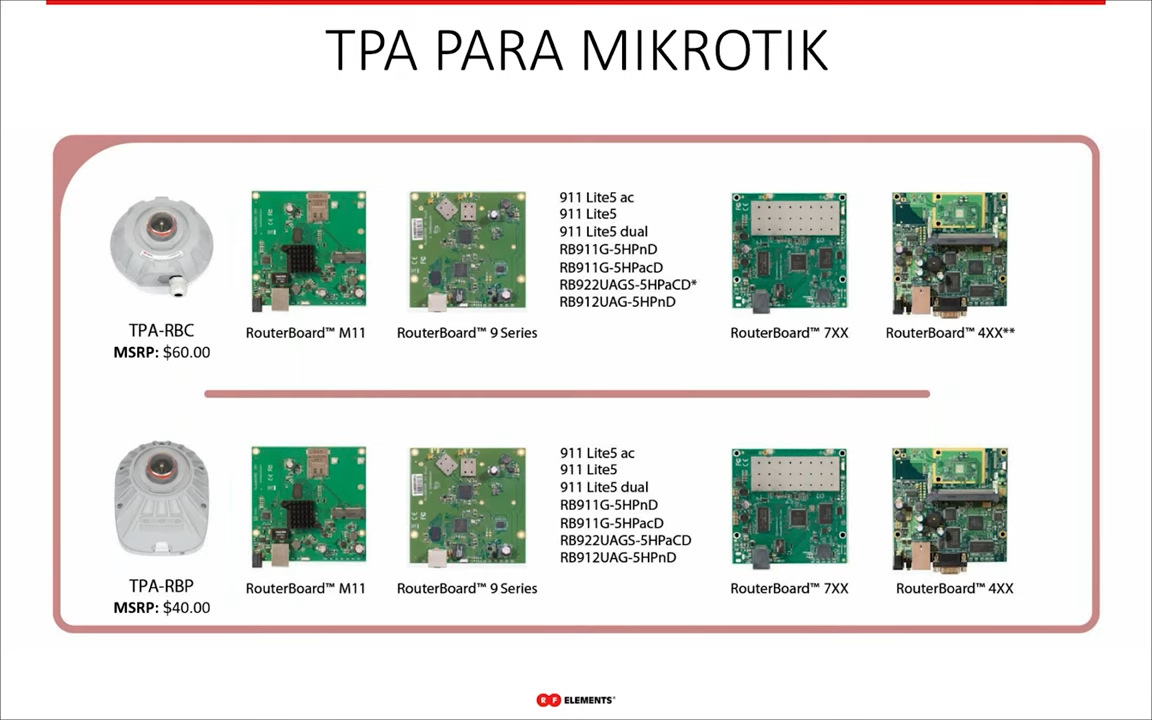 TPA PARA MIKROTIK
911 Lite5 ac
911 Lite5
911 Lite5 dual
RB911G-5HPnD
RB911G-5HPacD
RB922UAGS-5HPaCD*
RB912UAG-5HPnD
TPA-RBC
MSRP: $60.00
RouterBoard™ M11
RouterBoard™ 9 Series
RouterBoard™ 7XX
RouterBoard™ 4XX**
911 Lite5 ac
911 Lite5
911 Lite5 dual
RB911G-5HPnD
RB911G-5HPacD
RB922UAGS-5HPaCD
RB912UAG-5HPnD
TPA-RBP
MSRP: $40.00
RouterBoard™ M11
RouterBoard™ 9 Series
RouterBoard™ 7XX
RouterBoard™ 4XX
RF ELEMENTS